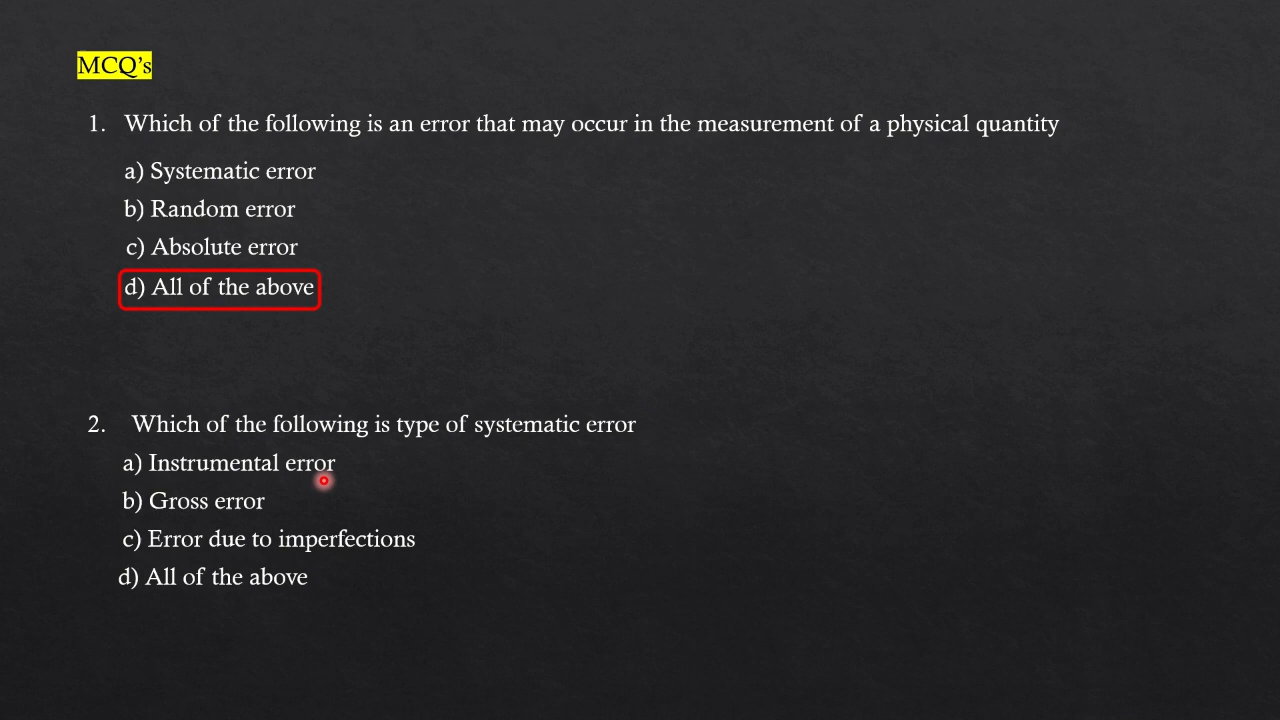 MCQ’s
1. Which of the following is an error that may occur in the measurement of a physical quantity
a) Systematic error
b) Random error
c) Absolute error
d) All of the above
2. Which of the following is type of systematic error
a) Instrumental error
b) Gross error
c) Error due to imperfections
d) All of the above